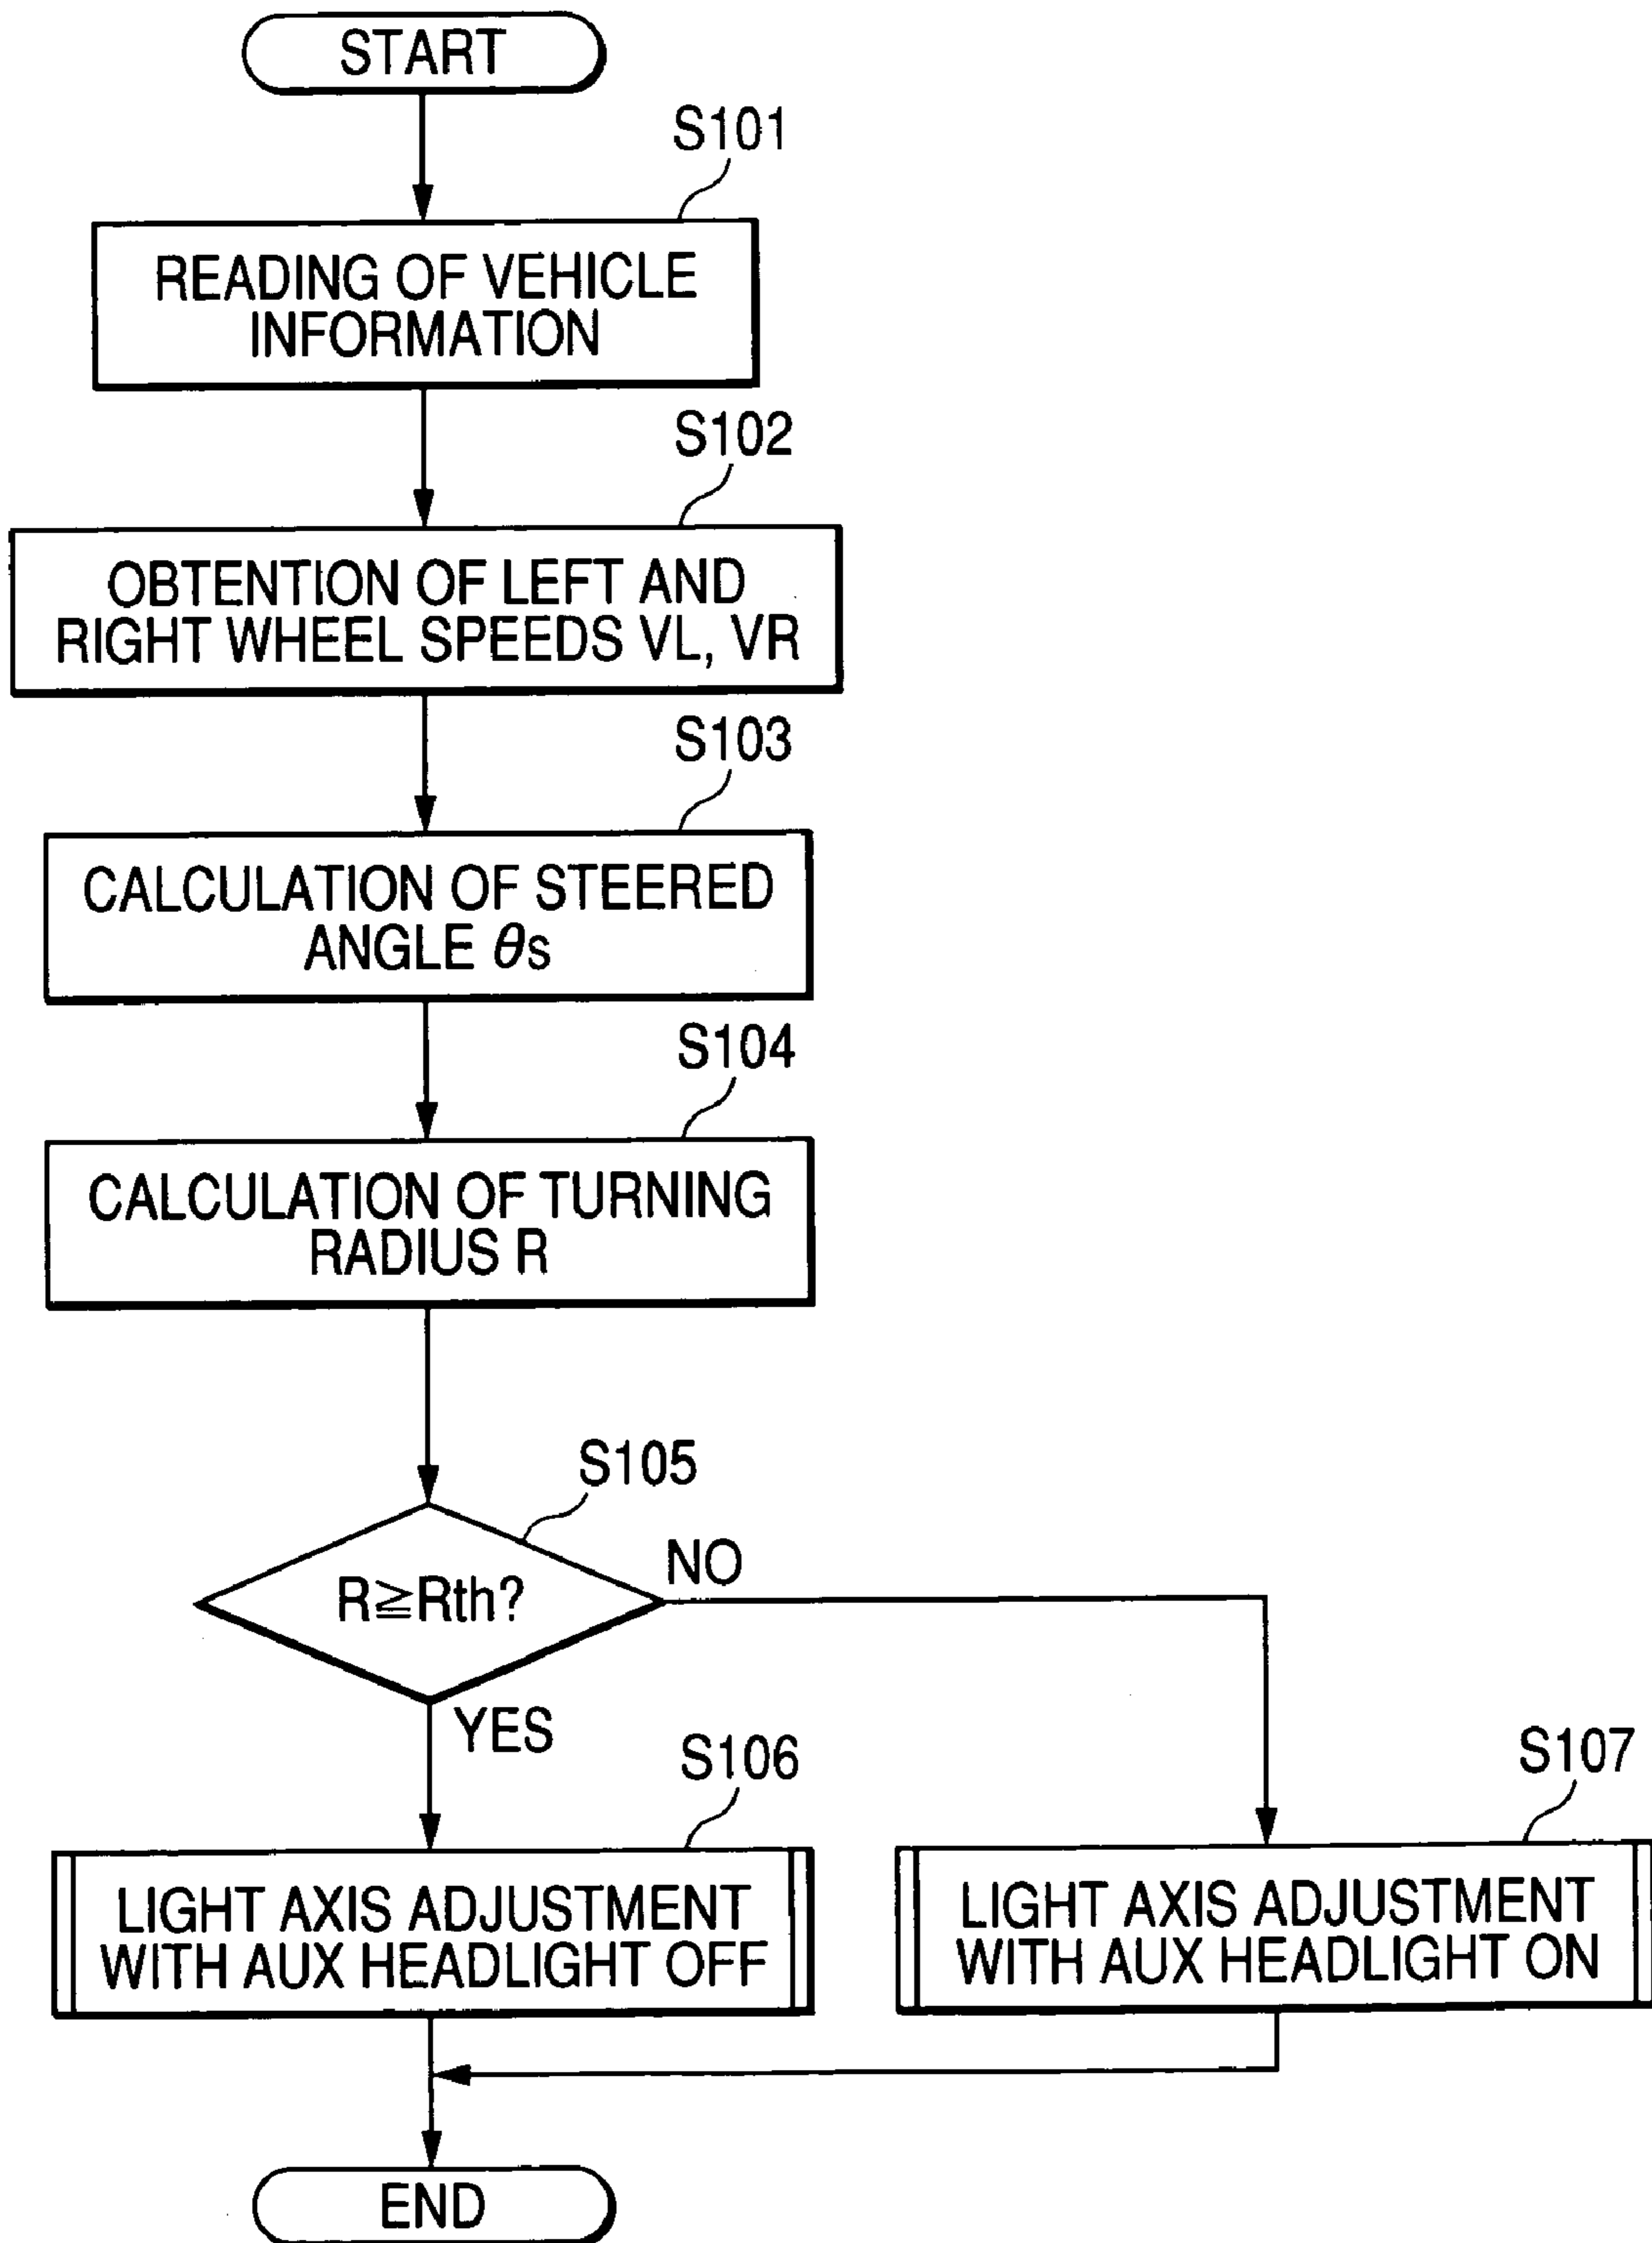 START
S101
READING OF VEHICLE
INFORMATION
S102
OBTENTION OF LEFT AND
RIGHT WHEEL SPEEDS VL, VR
S103
CALCULATION OF STEERED
ANGLE θs
S104
CALCULATION OF TURNING
RADIUS R
S105
R≧Rth?
NO
YES
S106
LIGHT AXIS ADJUSTMENT
WITH AUX HEADLIGHT OFF
S107
LIGHT AXIS ADJUSTMENT
WITH AUX HEADLIGHT ON
END